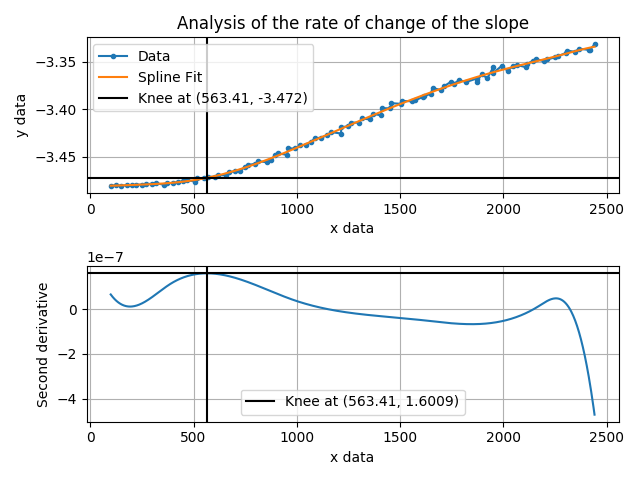 Analysis of the rate of change of the slope
Data
Spline Fit
Knee at (563.41, -3.472)
−3.35
−3.40
−3.45
y data
0
500
1000
1500
2000
2500
x data
1e−7
0
−2
−4
Second derivative
Knee at (563.41, 1.6009)
0
500
1000
1500
2000
2500
x data